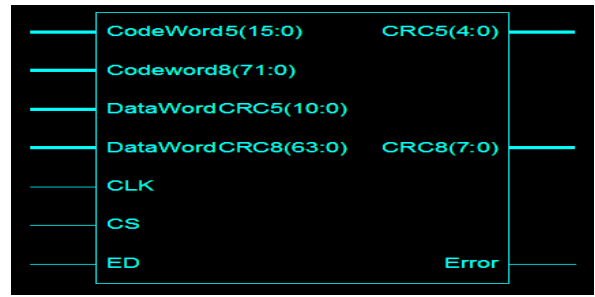 CodeWord5(15:0) CRC5(4:0)
Codeword8(71:0)
DataWordCRC5(10:0)
DataWordCRC8(63:0) CRC8(7:0)
CLK
CS
ED Error